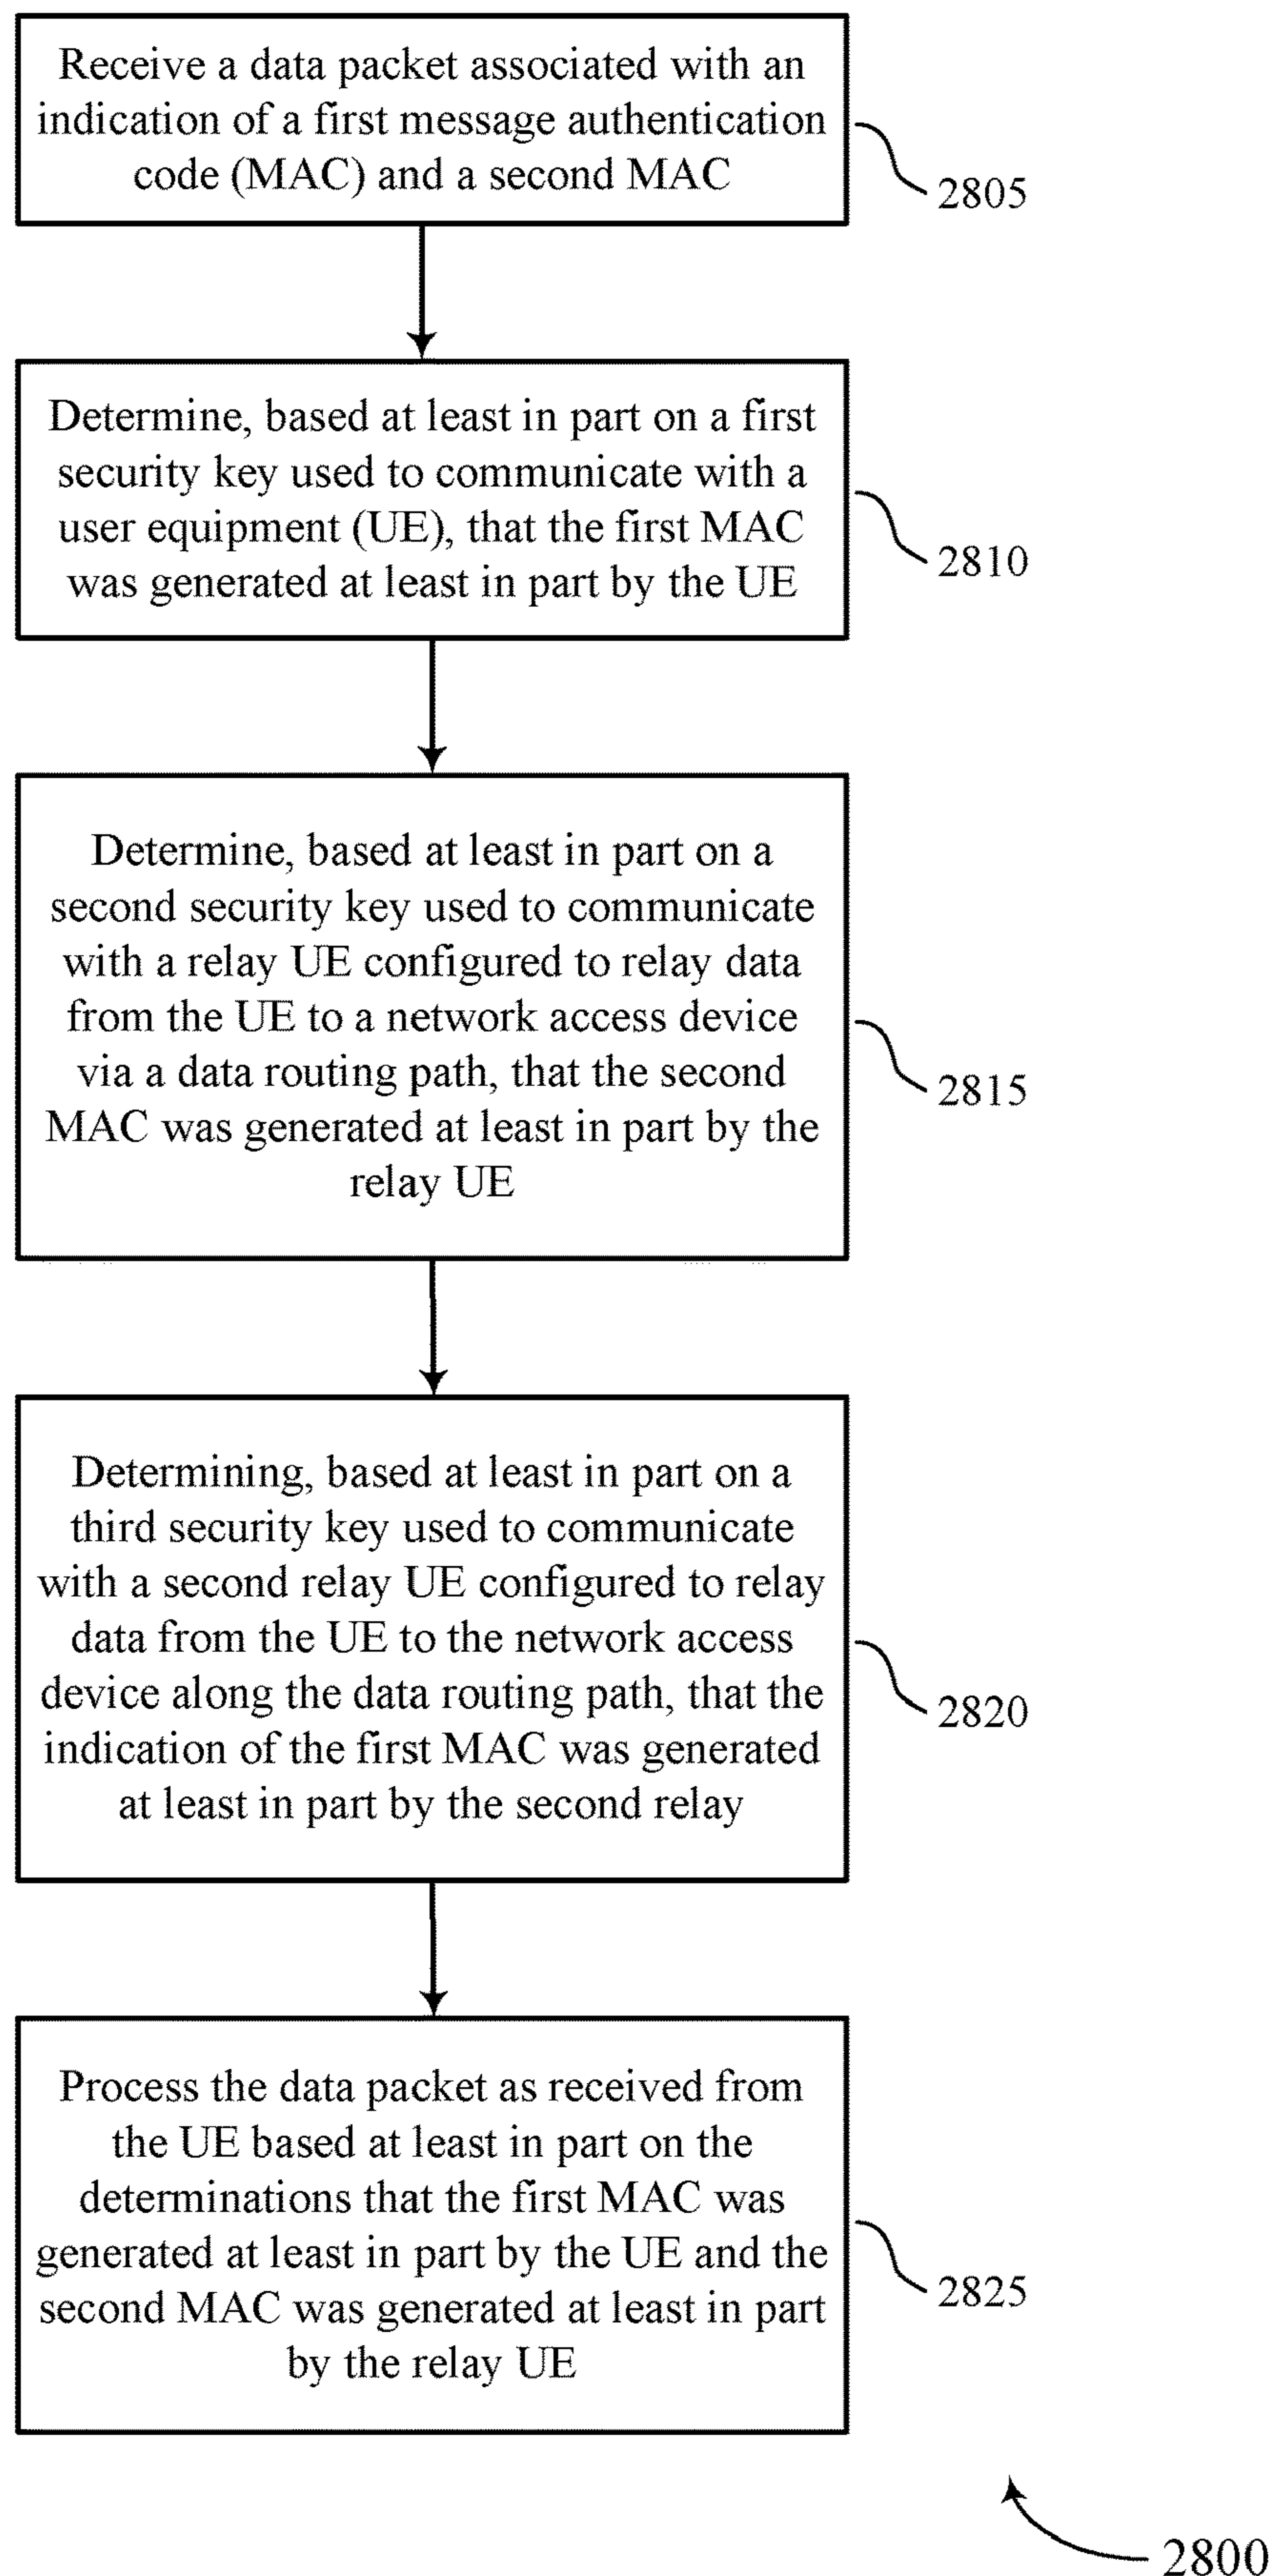 Receive a data packet associated with an
indication of a first message authentication
code (MAC) and a second MAC
2805
Determine, based at least in part on a first
security key used to communicate with a
user equipment (UE), that the first MAC
was generated at least in part by the UE
2810
Determine, based at least in part on a
second security key used to communicate
with a relay UE configured to relay data
from the UE to a network access device
via a data routing path, that the second
MAC was generated at least in part by the
relay UE
2815
Determining, based at least in part on a
third security key used to communicate
with a second relay UE configured to relay
data from the UE to the network access
device along the data routing path, that the
indication of the first MAC was generated
at least in part by the second relay
2820
Process the data packet as received from
the UE based at least in part on the
determinations that the first MAC was
generated at least in part by the UE and the
second MAC was generated at least in part
by the relay UE
2825
2800